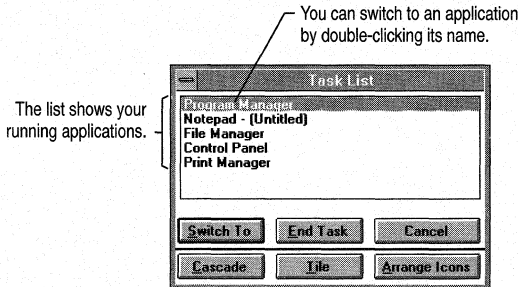 You can switch to an application
by double-clicking its name.
Task List
The list shows your
running applications.
Program Manager
Notepad - (Untitled)
File Manager
Control Panel
Print Manager
Switch To
End Task
Cancel
Cascade
Tile
Arrange Icons